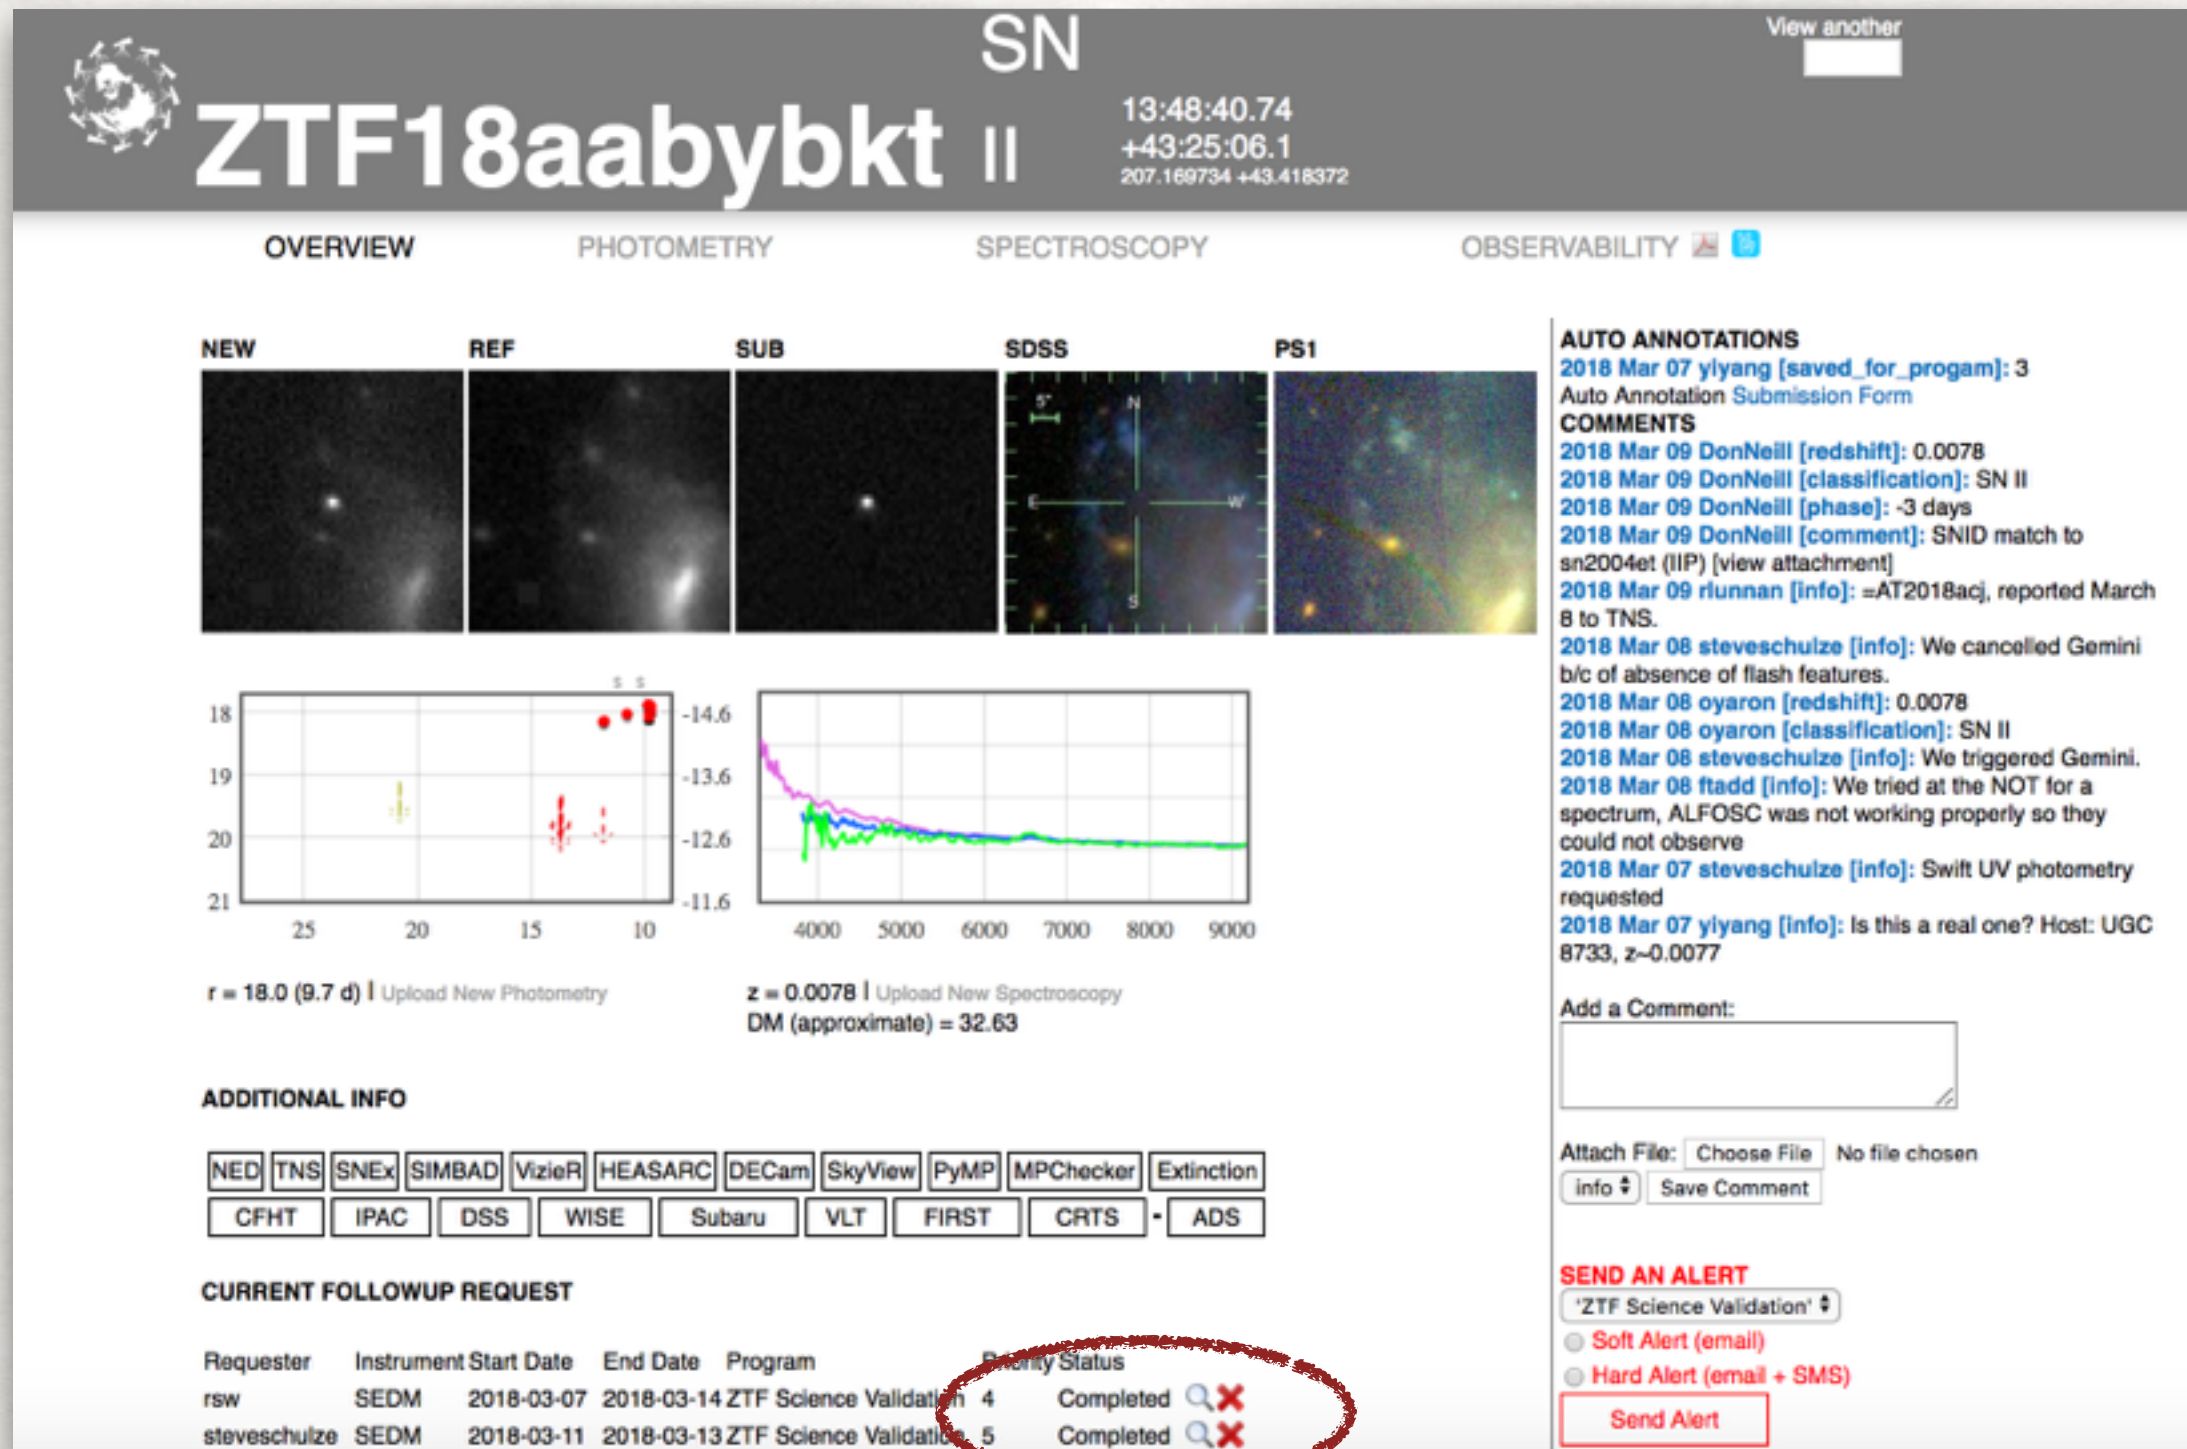 SN
View another
ZTF18aabybkt II
13:48:40.74
+43:25:06.1
207.169734 +43.418372
OVERVIEW PHOTOMETRY SPECTROSCOPY OBSERVABILITY
NEW REF SUB SDSS PS1
5"
N
E W
S
S S
18
19
20
21
-14.6
-13.6
-12.6
-11.6
25 20 15 10
4000 5000 6000 7000 8000 9000
r = 18.0 (9.7 d) | Upload New Photometry
z = 0.0078 | Upload New Spectroscopy
DM (approximate) = 32.63
ADDITIONAL INFO
NED TNS SNEx SIMBAD VizieR HEASARC DECam SkyView PyMP MPChecker Extinction
CFHT IPAC DSS WISE Subaru VLT FIRST CRTS - ADS
CURRENT FOLLOWUP REQUEST
Requester Instrument Start Date End Date Program Priority Status
rsw SEDM 2018-03-07 2018-03-14 ZTF Science Validation 4 Completed
steveschulze SEDM 2018-03-11 2018-03-13 ZTF Science Validation 5 Completed
AUTO ANNOTATIONS
2018 Mar 07 yiyang [saved_for_progam]: 3
Auto Annotation Submission Form
COMMENTS
2018 Mar 09 DonNeill [redshift]: 0.0078
2018 Mar 09 DonNeill [classification]: SN II
2018 Mar 09 DonNeill [phase]: -3 days
2018 Mar 09 DonNeill [comment]: SNID match to
sn2004et (IIP) [view attachment]
2018 Mar 09 rlunnan [info]: =AT2018acj, reported March
8 to TNS.
2018 Mar 08 steveschulze [info]: We cancelled Gemini
b/c of absence of flash features.
2018 Mar 08 oyaron [redshift]: 0.0078
2018 Mar 08 oyaron [classification]: SN II
2018 Mar 08 steveschulze [info]: We triggered Gemini.
2018 Mar 08 ftadd [info]: We tried at the NOT for a
spectrum, ALFOSC was not working properly so they
could not observe
2018 Mar 07 steveschulze [info]: Swift UV photometry
requested
2018 Mar 07 yiyang [info]: Is this a real one? Host: UGC
8733, z~0.0077
Add a Comment:
Attach File: Choose File No file chosen
info Save Comment
SEND AN ALERT
'ZTF Science Validation'
Soft Alert (email)
Hard Alert (email + SMS)
Send Alert